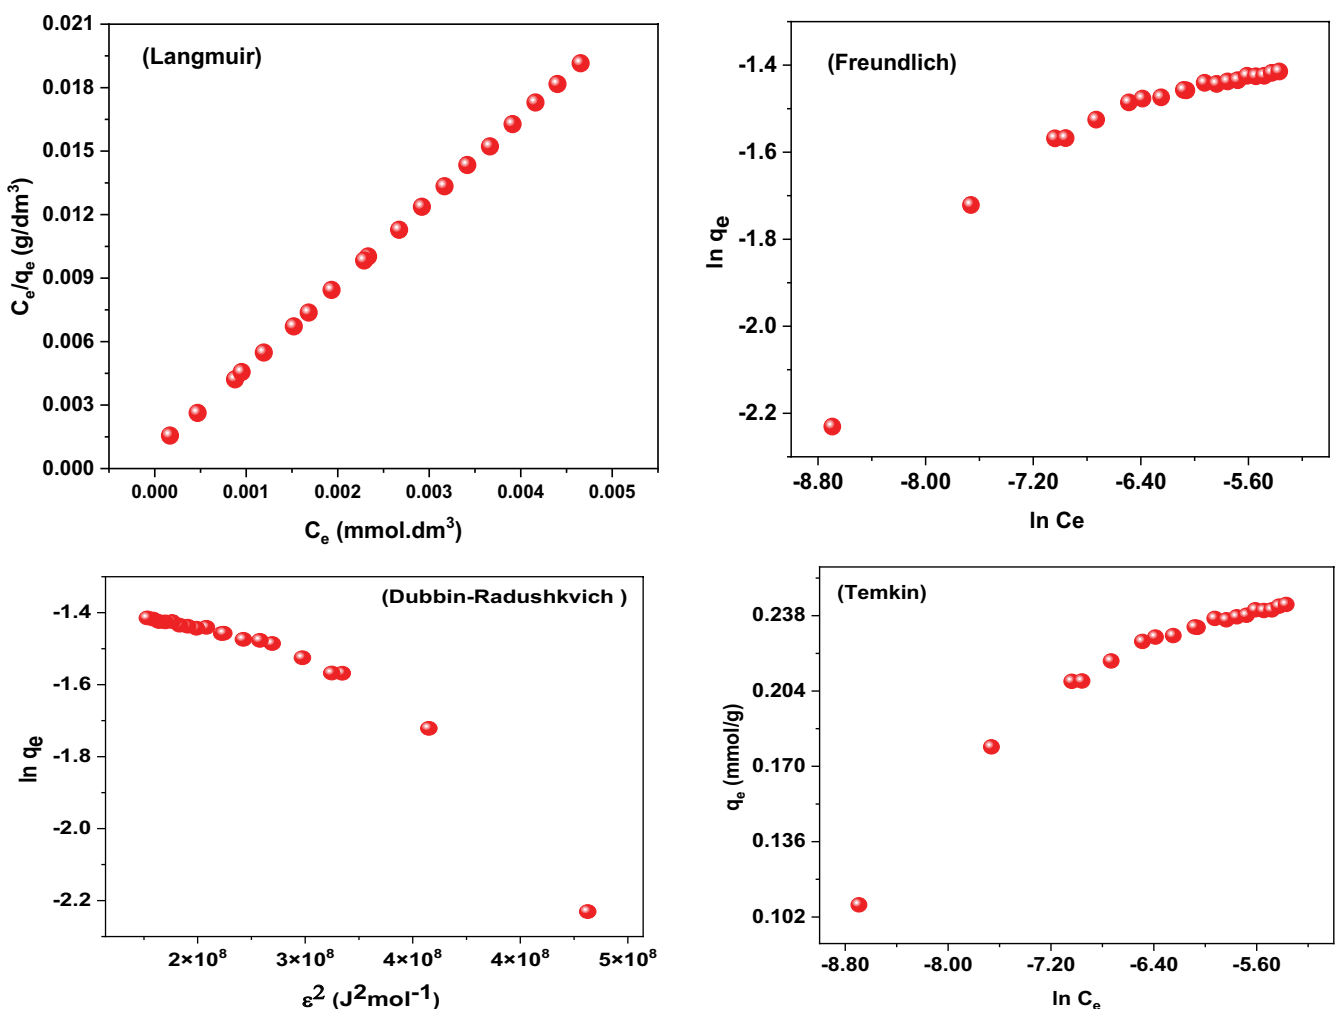 (Langmuir)
0.021
0.018
0.015
0.012
0.009
0.006
0.003
0.000
Ce/qe (g/dm3)
0.000 0.001 0.002 0.003 0.004 0.005
Ce (mmol.dm3)
(Freundlich)
-1.4
-1.6
-1.8
-2.0
-2.2
ln qe
-8.80 -8.00 -7.20 -6.40 -5.60
ln Ce
(Dubbin-Radushkvich )
-1.4
-1.6
-1.8
-2.0
-2.2
ln qe
2×10⁸ 3×10⁸ 4×10⁸ 4×10⁸ 5×10⁸
ε² (J²mol⁻¹)
(Temkin)
0.238
0.204
0.170
0.136
0.102
qe (mmol/g)
-8.80 -8.00 -7.20 -6.40 -5.60
ln Ce